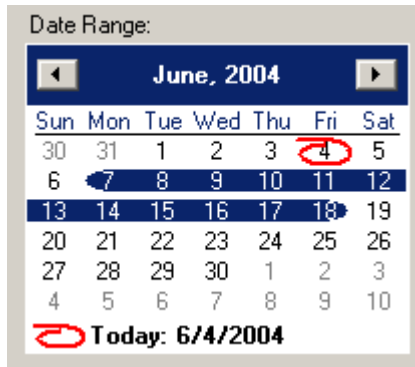 Date Range:
June, 2004
Sun Mon Tue Wed Thu Fri Sat
30 31 1 2 3 4 5
6 7 8 9 10 11 12
13 14 15 16 17 18 19
20 21 22 23 24 25 26
27 28 29 30 1 2 3
4 5 6 7 8 9 10
Today: 6/4/2004